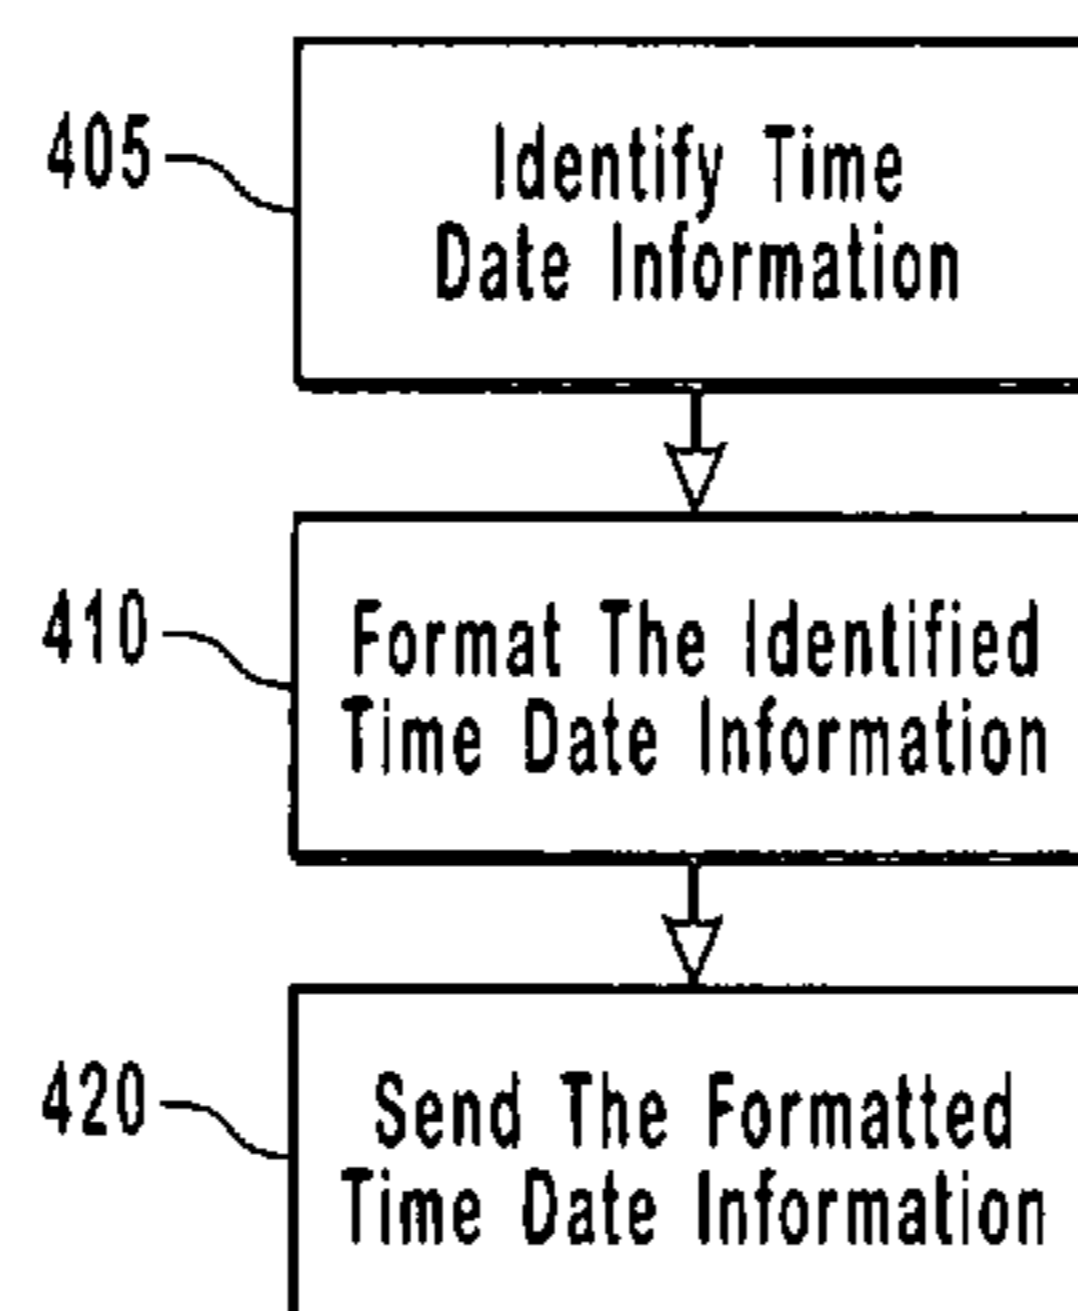 405
Identify Time
Date Information
410
Format The Identified
Time Date Information
420
Send The Formatted
Time Date Information